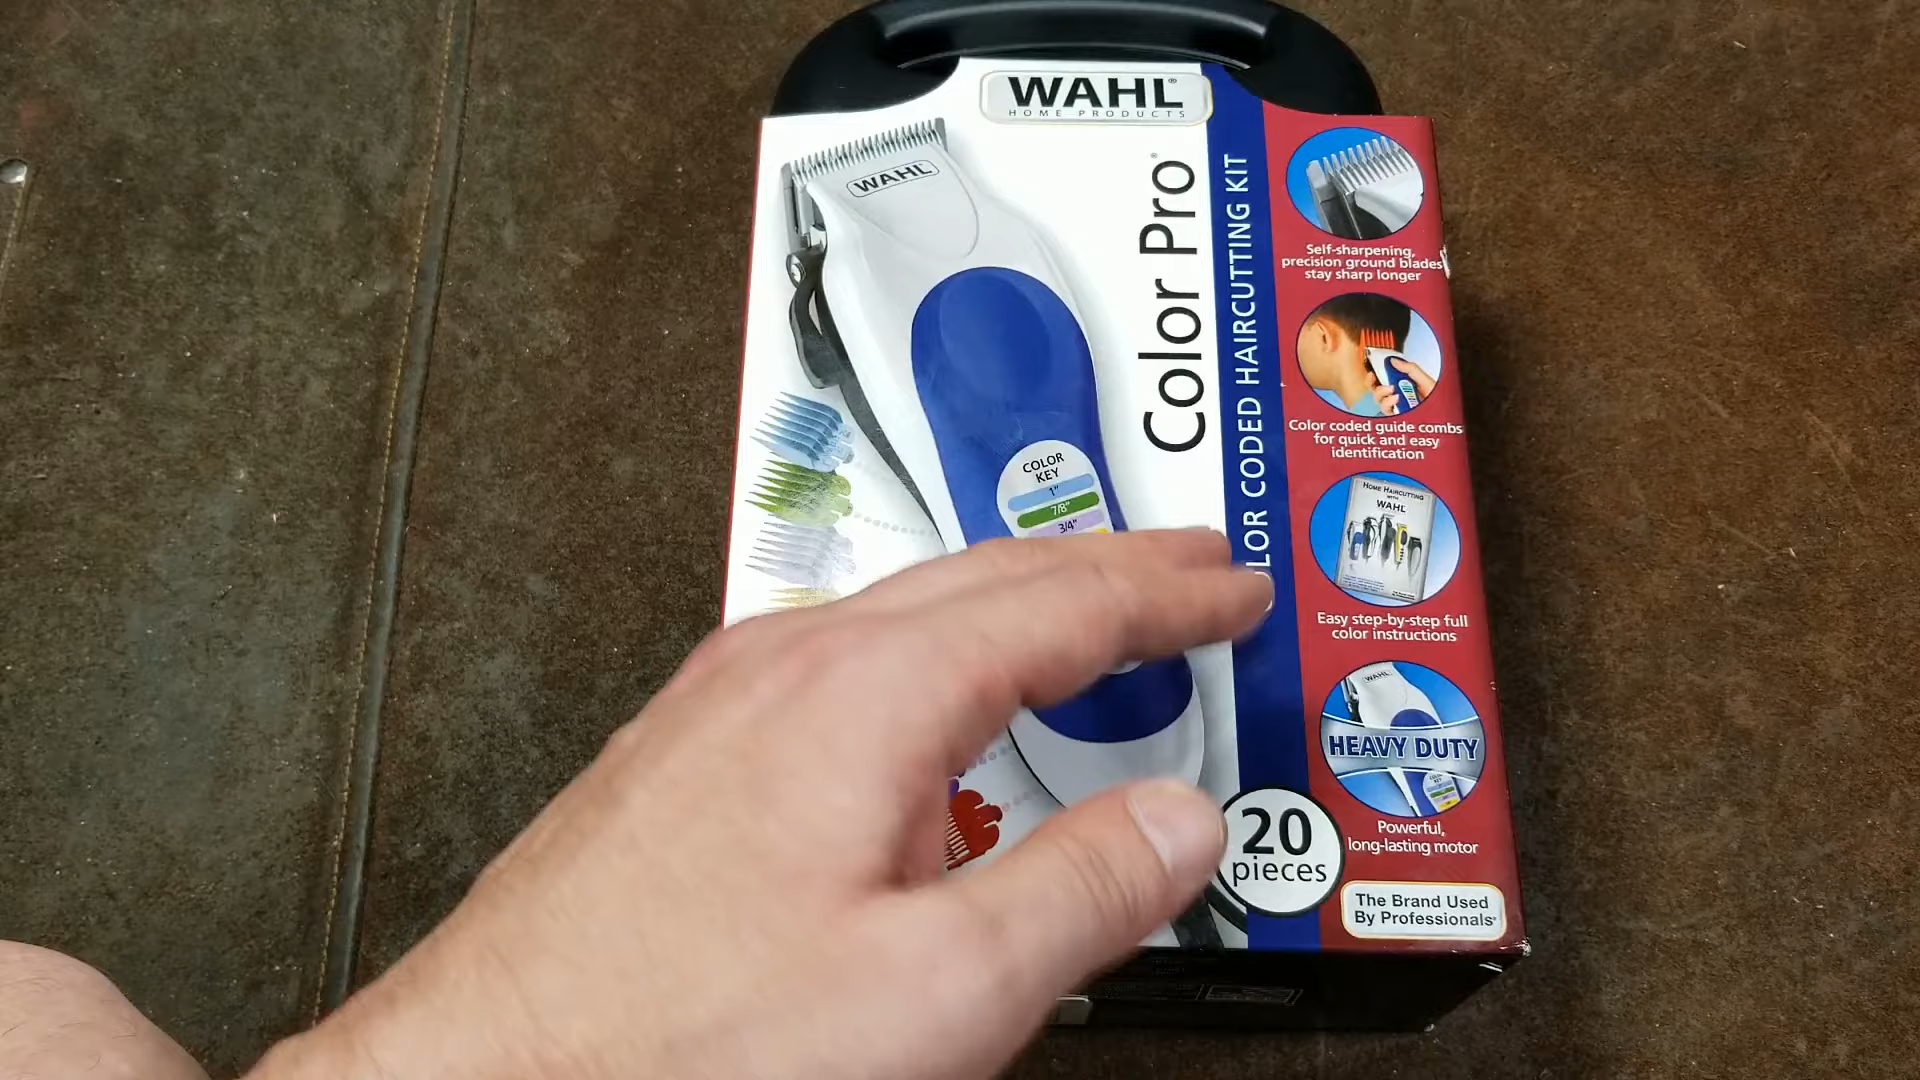 WAHL®
HOME PRODUCTS
WAHL
Color Pro®
LOR CODED HAIRCUTTING KIT
COLOR
KEY
1"
7/8"
3/4"
Self-sharpening,
precision ground blades
stay sharp longer
Color coded guide combs
for quick and easy
identification
HOME HAIRCUTTING
WITH
WAHL
Easy step-by-step full
color instructions
WAHL
HEAVY DUTY
Powerful,
long-lasting motor
20
pieces
The Brand Used
By Professionals